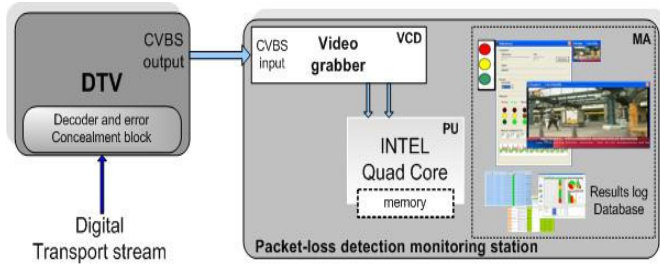 CVBS
output
DTV
Decoder and error
Concealment block
Digital
Transport stream
CVBS
input
Video
grabber
VCD
PU
INTEL
Quad Core
memory
MA
Results log
Database
Packet-loss detection monitoring station